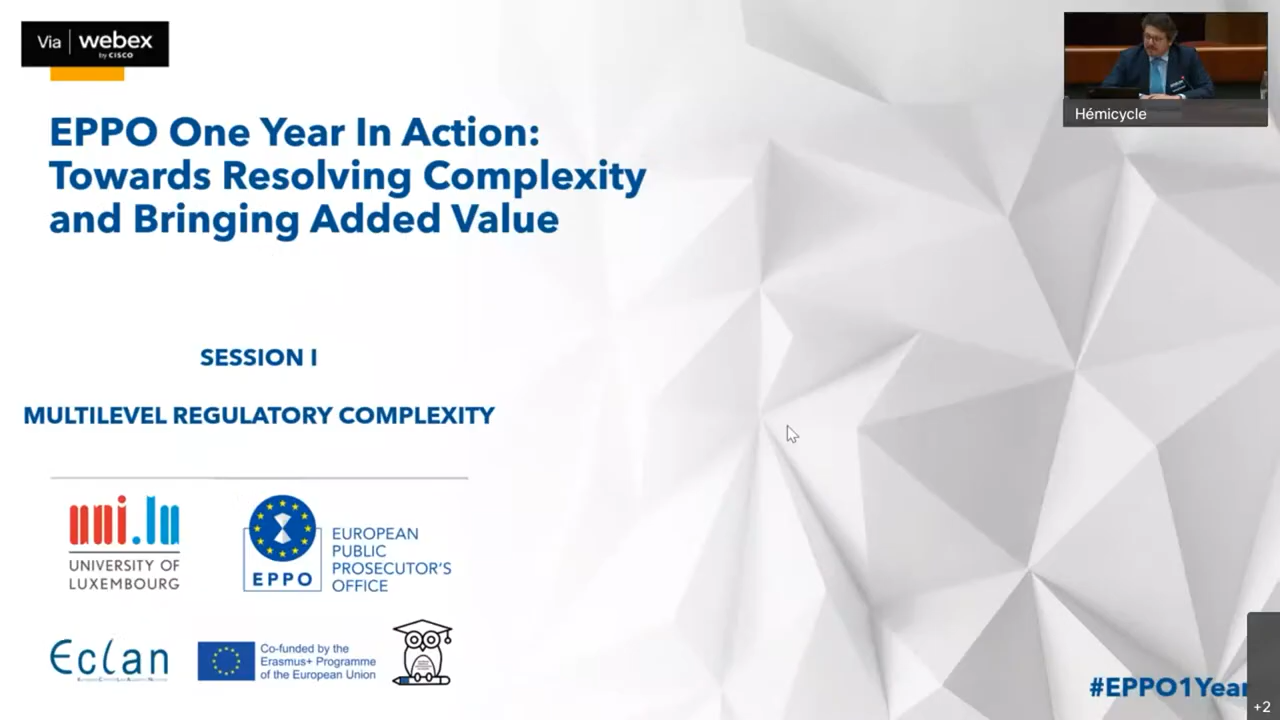 Via webex
by CISCO
Hémicycle
EPPO One Year In Action:
Towards Resolving Complexity
and Bringing Added Value
SESSION I
MULTILEVEL REGULATORY COMPLEXITY
uni.lu
UNIVERSITY OF
LUXEMBOURG
EPPO
EUROPEAN
PUBLIC
PROSECUTOR'S
OFFICE
Eclan
Co-funded by the
Erasmus+ Programme
of the European Union
#EPPO1Year
+2